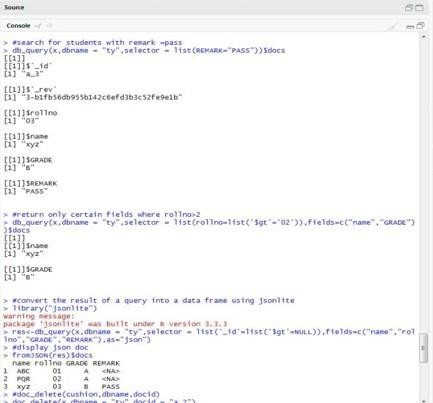 Source
Console ~/
> #search for students with remark =pass
> db_query(x,dbname = "ty",selector = list(REMARK="PASS"))$docs
[[1]]
[[1]]$`_id`
[1] "a_3"
[[1]]$`_rev`
[1] "3-b1fb56db955b142c6efd3b3c52fe9e1b"
[[1]]$rollno
[1] "03"
[[1]]$name
[1] "xyz"
[[1]]$GRADE
[1] "B"
[[1]]$REMARK
[1] "PASS"
> #return only certain fields where rollno>2
> db_query(x,dbname = "ty",selector = list(rollno=list('$gt'='02')),fields=c("name","GRADE")
)$docs
[[1]]
[[1]]$name
[1] "xyz"
[[1]]$GRADE
[1] "B"
> #convert the result of a query into a data frame using jsonlite
> library("jsonlite")
Warning message:
package 'jsonlite' was built under R version 3.3.3
> res<-db_query(x,dbname = "ty",selector = list('_id'=list('$gt'=NULL)),fields=c("name","rol
lno","GRADE","REMARK"),as="json")
> #display json doc
> fromJSON(res)$docs
name rollno GRADE REMARK
1 ABC 01 A <NA>
2 PQR 02 A <NA>
3 xyz 03 B PASS
> #doc_delete(cushion,dbname,docid)
> doc_delete(x,dbname = "ty",docid = "a_2")